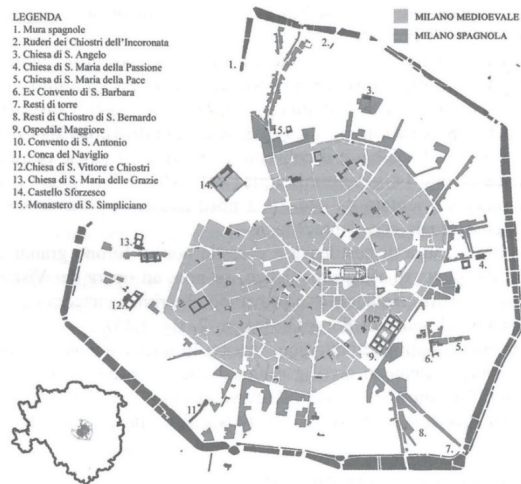 LEGENDA
1. Mura spagnole
2. Ruderi dei Chiostri dell'Incoronata
3. Chiesa di S. Angelo
4. Chiesa di S. Maria della Passione
5. Chiesa di S. Maria della Pace
6. Ex Convento di S. Barbara
7. Resti di torre
8. Resti di Chiostro di S. Bernardo
9. Ospedale Maggiore
10. Convento di S. Antonio
11. Conca del Naviglio
12.Chiesa di S. Vittore e Chiostri
13. Chiesa di S. Maria delle Grazie
14. Castello Sforzesco
15. Monastero di S. Simpliciano
MILANO MEDIOEVALE
MILANO SPAGNOLA
2.
1.
3.
15.
14.
13.
4.
12.
10.
5.
9.
6.
11.
8.
7.